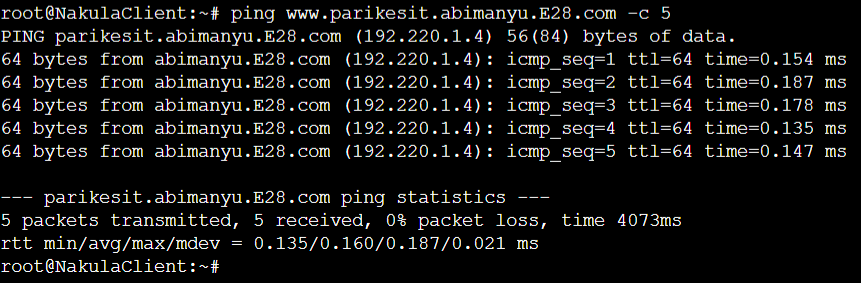 root@NakulaClient:~# ping www.parikesit.abimanyu.E28.com -c 5
PING parikesit.abimanyu.E28.com (192.220.1.4) 56(84) bytes of data.
64 bytes from abimanyu.E28.com (192.220.1.4): icmp_seq=1 ttl=64 time=0.154 ms
64 bytes from abimanyu.E28.com (192.220.1.4): icmp_seq=2 ttl=64 time=0.187 ms
64 bytes from abimanyu.E28.com (192.220.1.4): icmp_seq=3 ttl=64 time=0.178 ms
64 bytes from abimanyu.E28.com (192.220.1.4): icmp_seq=4 ttl=64 time=0.135 ms
64 bytes from abimanyu.E28.com (192.220.1.4): icmp_seq=5 ttl=64 time=0.147 ms
--- parikesit.abimanyu.E28.com ping statistics ---
5 packets transmitted, 5 received, 0% packet loss, time 4073ms
rtt min/avg/max/mdev = 0.135/0.160/0.187/0.021 ms
root@NakulaClient:~#